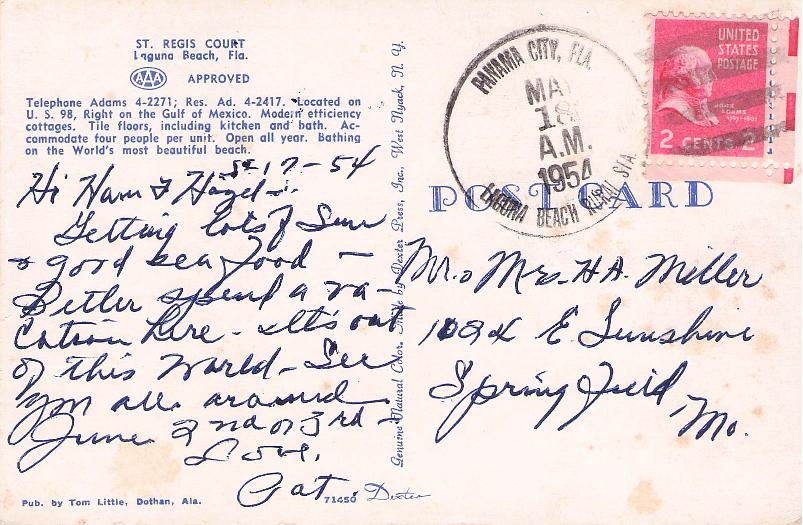 ST. REGIS COURT
Laguna Beach, Fla.
AAA APPROVED
Telephone Adams 4-2271; Res. Ad. 4-2417. Located on
U. S. 98, Right on the Gulf of Mexico. Modern efficiency
cottages. Tile floors, including kitchen and bath. Ac-
commodate four people per unit. Open all year. Bathing
on the World's most beautiful beach.
5-17-54
Hi Ham & Hazel -
Getting lots of Sun
& good sea food -
Better spend a va-
cation here - It's out
of this world - See
you all around
June 2nd or 3rd -
Love,
Pat.
Pub. by Tom Little, Dothan, Ala.
71450 Dexter
Genuine Natural Color. Made by Dexter Press, Inc., West Nyack, N. Y.
PANAMA CITY, FLA.
MAY
18
A.M.
1954
LAGUNA BEACH RURAL STA.
UNITED
STATES
POSTAGE
JOHN
ADAMS
1797-1801
2 CENTS 2
POST CARD
Mr. & Mrs. H A. Miller
E. Sunshine
Springfield
Mo.